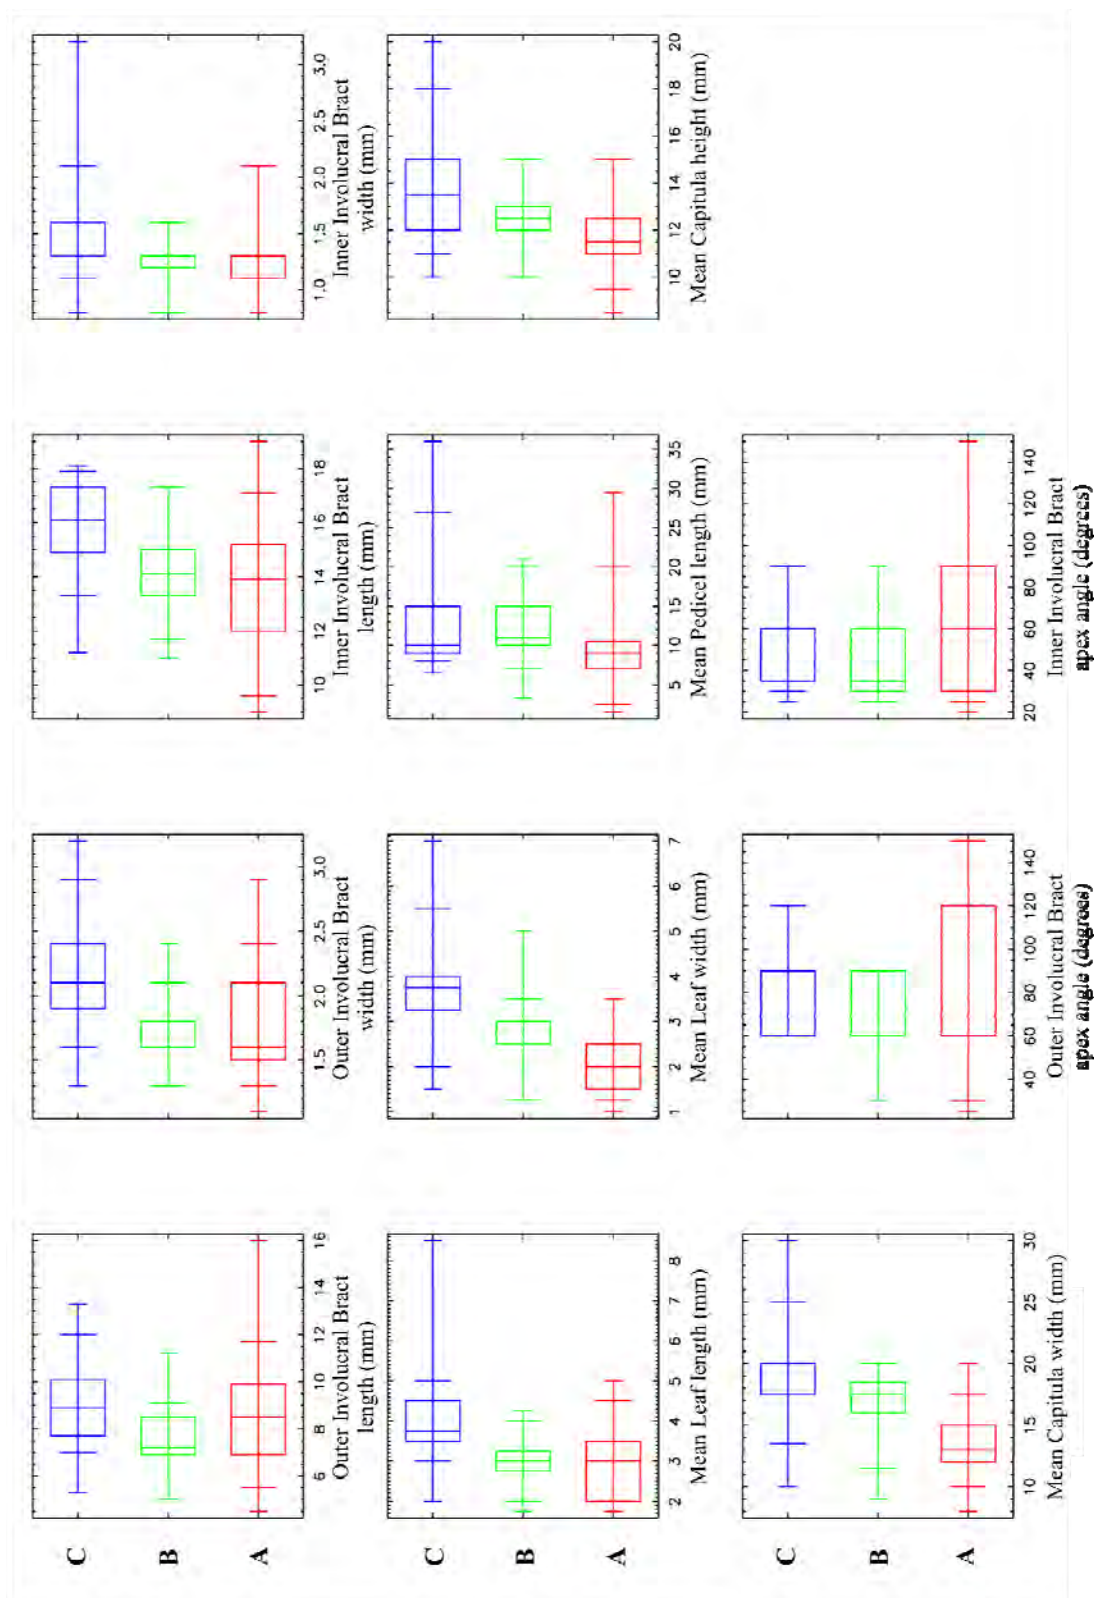 C
B
A
6 8 10 12 14 16
Outer Involucral Bract
length (mm)
1.5 2.0 2.5 3.0
Outer Involucral Bract
width (mm)
10 12 14 16 18
Inner Involucral Bract
length (mm)
1.0 1.5 2.0 2.5 3.0
Inner Involucral Bract
width (mm)
C
B
A
2 3 4 5 6 7 8
Mean Leaf length (mm)
1 2 3 4 5 6 7
Mean Leaf width (mm)
5 10 15 20 25 30 35
Mean Pedicel length (mm)
10 12 14 16 18 20
Mean Capitula height (mm)
C
B
A
10 15 20 25 30
Mean Capitula width (mm)
40 60 80 100 120 140
Outer Involucral Bract
apex angle (degrees)
20 40 60 80 100 120 140
Inner Involucral Bract
apex angle (degrees)